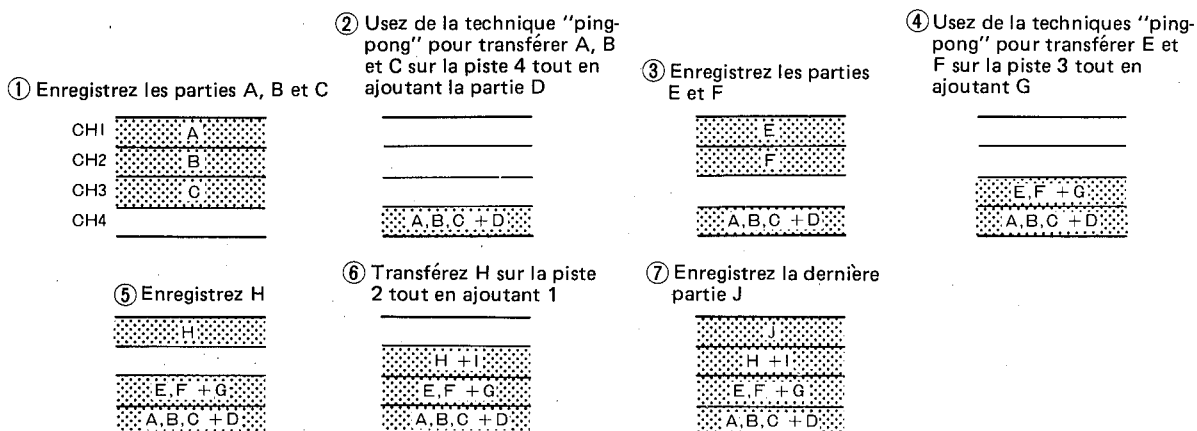 ① Enregistrez les parties A, B et C
CH1
A
CH2
B
CH3
C
CH4
② Usez de la technique "ping-
pong" pour transférer A, B
et C sur la piste 4 tout en
ajoutant la partie D
A,B,C +D
③ Enregistrez les parties
E et F
E
F
A,B,C +D
④ Usez de la techniques "ping-
pong" pour transférer E et
F sur la piste 3 tout en
ajoutant G
E,F +G
A,B,C +D
⑤ Enregistrez H
H
E,F +G
A,B,C +D
⑥ Transférez H sur la piste
2 tout en ajoutant 1
H +I
E,F +G
A,B,C +D
⑦ Enregistrez la dernière
partie J
J
H +I
E,F +G
A,B,C +D